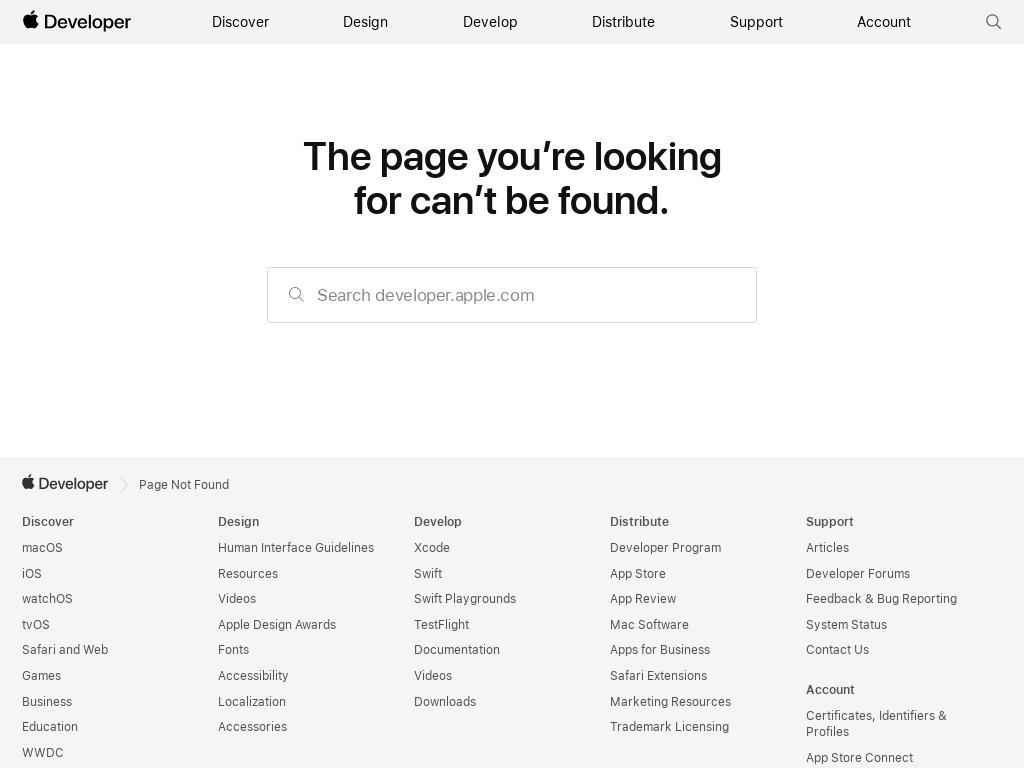 Developer
Discover
Design
Develop
Distribute
Support
Account
The page you’re looking
for can’t be found.
Search developer.apple.com
Developer
Page Not Found
Discover
macOS
iOS
watchOS
tvOS
Safari and Web
Games
Business
Education
WWDC
Design
Human Interface Guidelines
Resources
Videos
Apple Design Awards
Fonts
Accessibility
Localization
Accessories
Develop
Xcode
Swift
Swift Playgrounds
TestFlight
Documentation
Videos
Downloads
Distribute
Developer Program
App Store
App Review
Mac Software
Apps for Business
Safari Extensions
Marketing Resources
Trademark Licensing
Support
Articles
Developer Forums
Feedback & Bug Reporting
System Status
Contact Us
Account
Certificates, Identifiers &
Profiles
App Store Connect